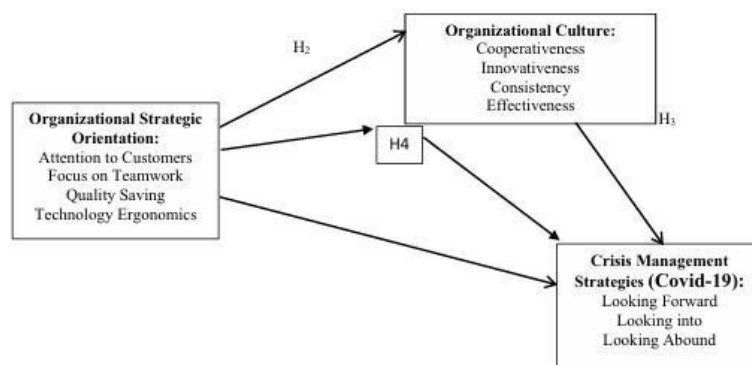 H2
Organizational Culture:
Cooperativeness
Innovativeness
Consistency
Effectiveness
H3
Organizational Strategic
Orientation:
Attention to Customers
Focus on Teamwork
Quality Saving
Technology Ergonomics
H4
Crisis Management
Strategies (Covid-19):
Looking Forward
Looking into
Looking Abound